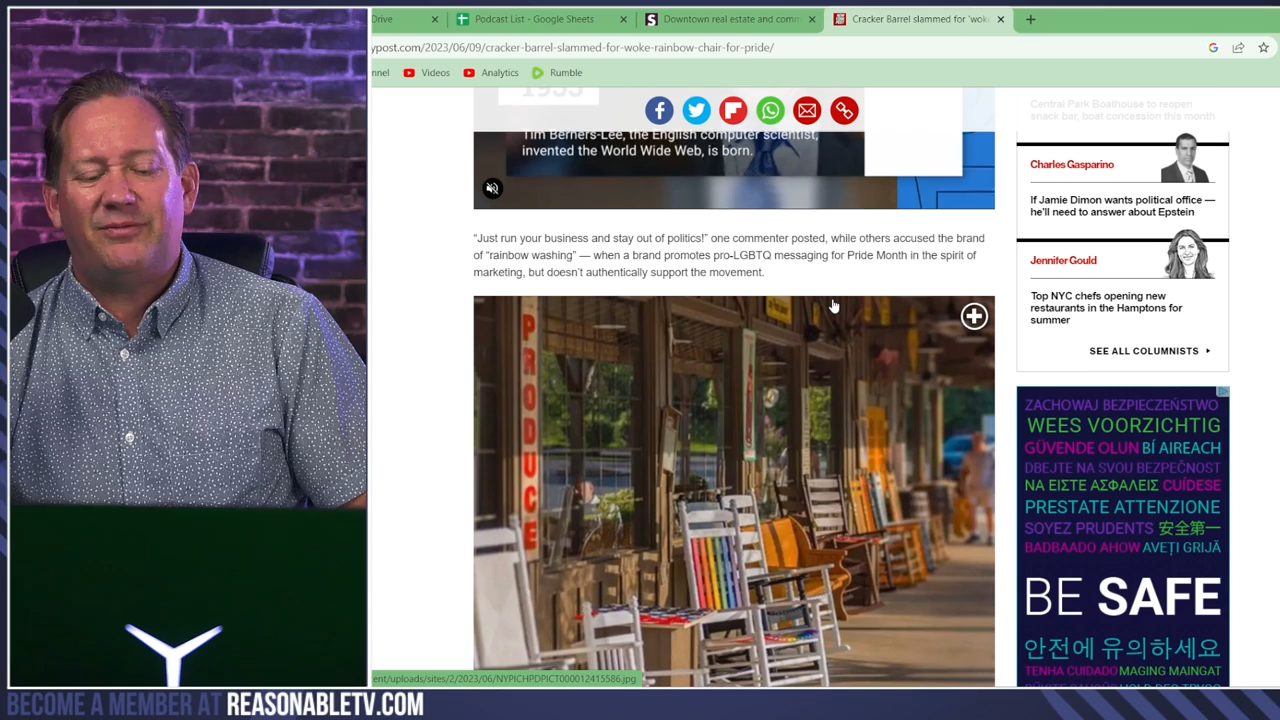 Drive
Podcast List - Google Sheets
Downtown real estate and com
Cracker Barrel slammed for 'wok
ypost.com/2023/06/09/cracker-barrel-slammed-for-woke-rainbow-chair-for-pride/
nnel
Videos
Analytics
Rumble
1955
Tim Berners-Lee, the English computer scientist,
invented the World Wide Web, is born.
“Just run your business and stay out of politics!” one commenter posted, while others accused the brand
of “rainbow washing” — when a brand promotes pro-LGBTQ messaging for Pride Month in the spirit of
marketing, but doesn’t authentically support the movement.
PRODUCE
ent/uploads/sites/2/2023/06/NYPICHPDPICT000012415586.jpg
Central Park Boathouse to reopen
snack bar, boat concession this month
Charles Gasparino
If Jamie Dimon wants political office —
he’ll need to answer about Epstein
Jennifer Gould
Top NYC chefs opening new
restaurants in the Hamptons for
summer
SEE ALL COLUMNISTS
ZACHOWAJ BEZPIECZEŃSTWO
WEES VOORZICHTIG
GÜVENDE OLUN BÍ AIREACH
DBEJTE NA SVOU BEZPEČNOST
ΝΑ ΕΙΣΤΕ ΑΣΦΑΛΕΙΣ CUÍDESE
PRESTATE ATTENZIONE
SOYEZ PRUDENTS 安全第一
BADBAADO AHOW AVEȚI GRIJĂ
BE SAFE
안전에 유의하세요
TENHA CUIDADO MAGING MAINGAT
BECOME A MEMBER AT REASONABLETV.COM